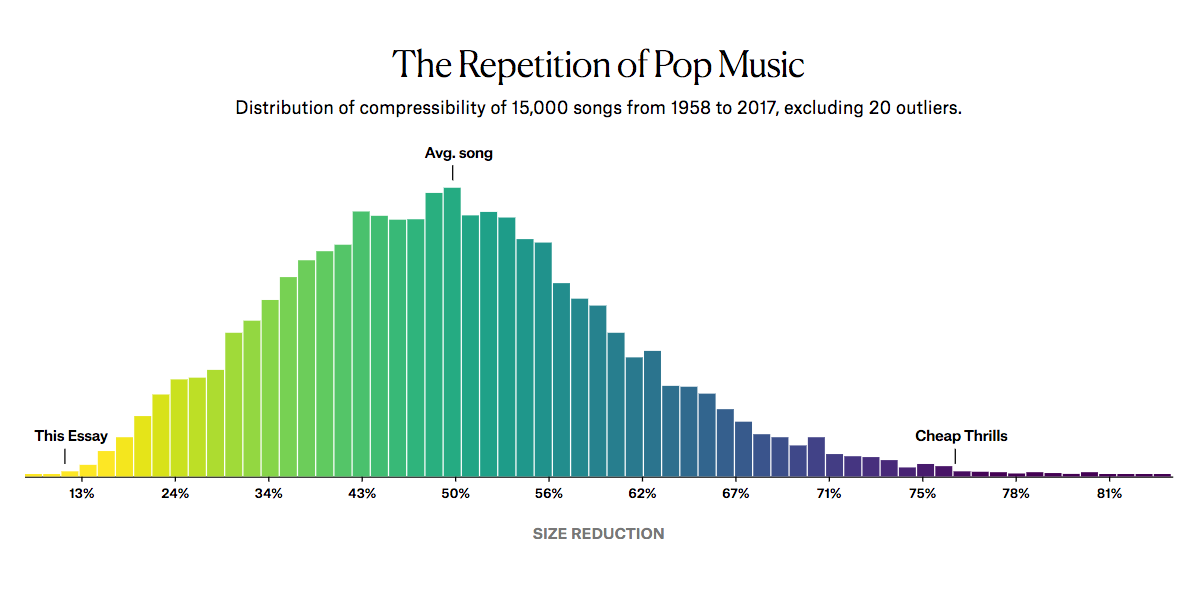 The Repetition of Pop Music
Distribution of compressibility of 15,000 songs from 1958 to 2017, excluding 20 outliers.
Avg. song
This Essay
Cheap Thrills
13% 24% 34% 43% 50% 56% 62% 67% 71% 75% 78% 81%
SIZE REDUCTION